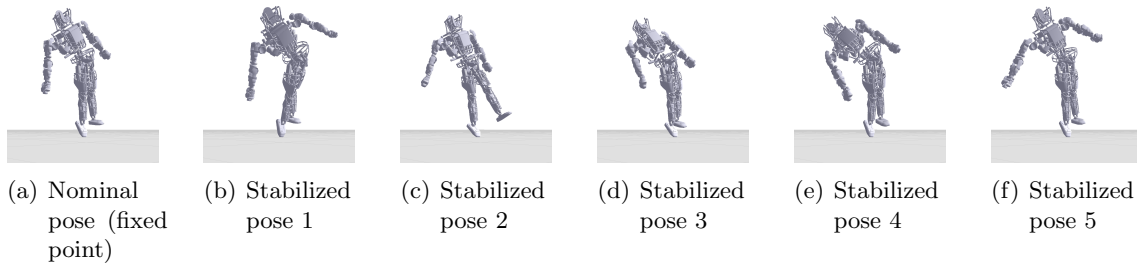 (a) Nominal pose (fixed point)
(b) Stabilized pose 1
(c) Stabilized pose 2
(d) Stabilized pose 3
(e) Stabilized pose 4
(f) Stabilized pose 5